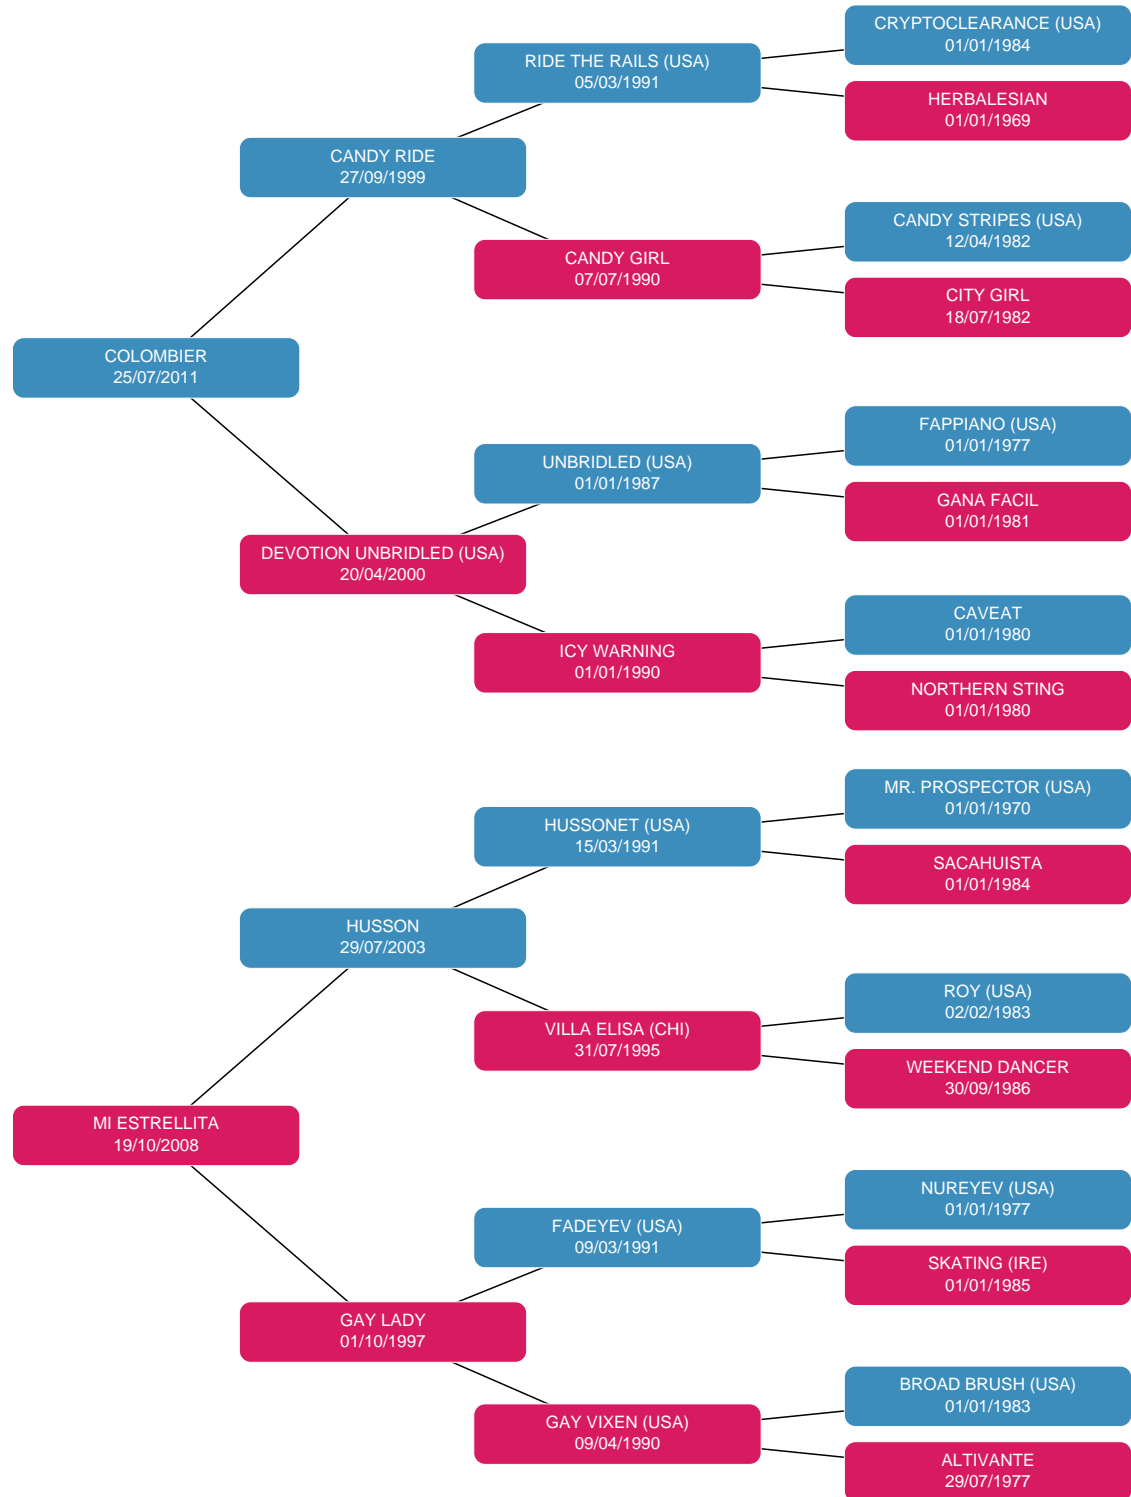 CRYPTOCLEARANCE (USA)
01/01/1984
RIDE THE RAILS (USA)
05/03/1991
HERBALESIAN
01/01/1969
CANDY RIDE
27/09/1999
CANDY STRIPES (USA)
12/04/1982
CANDY GIRL
07/07/1990
CITY GIRL
18/07/1982
COLOMBIER
25/07/2011
FAPPIANO (USA)
01/01/1977
UNBRIDLED (USA)
01/01/1987
GANA FACIL
01/01/1981
DEVOTION UNBRIDLED (USA)
20/04/2000
CAVEAT
01/01/1980
ICY WARNING
01/01/1990
NORTHERN STING
01/01/1980
MR. PROSPECTOR (USA)
01/01/1970
HUSSONET (USA)
15/03/1991
SACAHUISTA
01/01/1984
HUSSON
29/07/2003
ROY (USA)
02/02/1983
VILLA ELISA (CHI)
31/07/1995
WEEKEND DANCER
30/09/1986
MI ESTRELLITA
19/10/2008
NUREYEV (USA)
01/01/1977
FADEYEV (USA)
09/03/1991
SKATING (IRE)
01/01/1985
GAY LADY
01/10/1997
BROAD BRUSH (USA)
01/01/1983
GAY VIXEN (USA)
09/04/1990
ALTIVANTE
29/07/1977